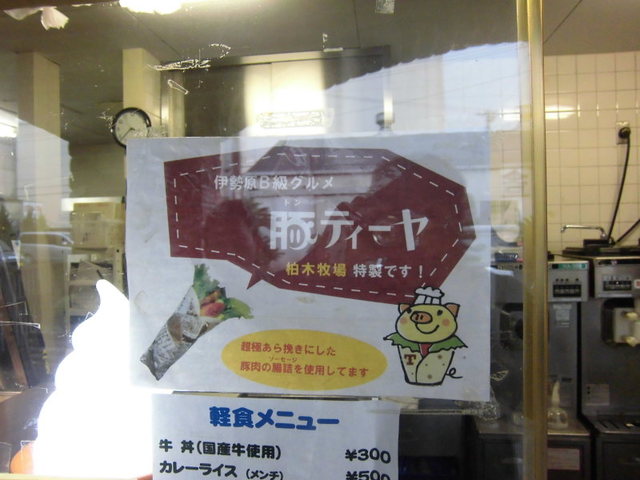 伊勢原B級グルメ
トン
豚ティーヤ
柏木牧場 特製です!
超極あら挽きにした
ソーセージ
豚肉の腸詰を使用してます
T
軽食メニュー
牛 丼(国産牛使用) ¥300
カレーライス (メンチ) ¥500